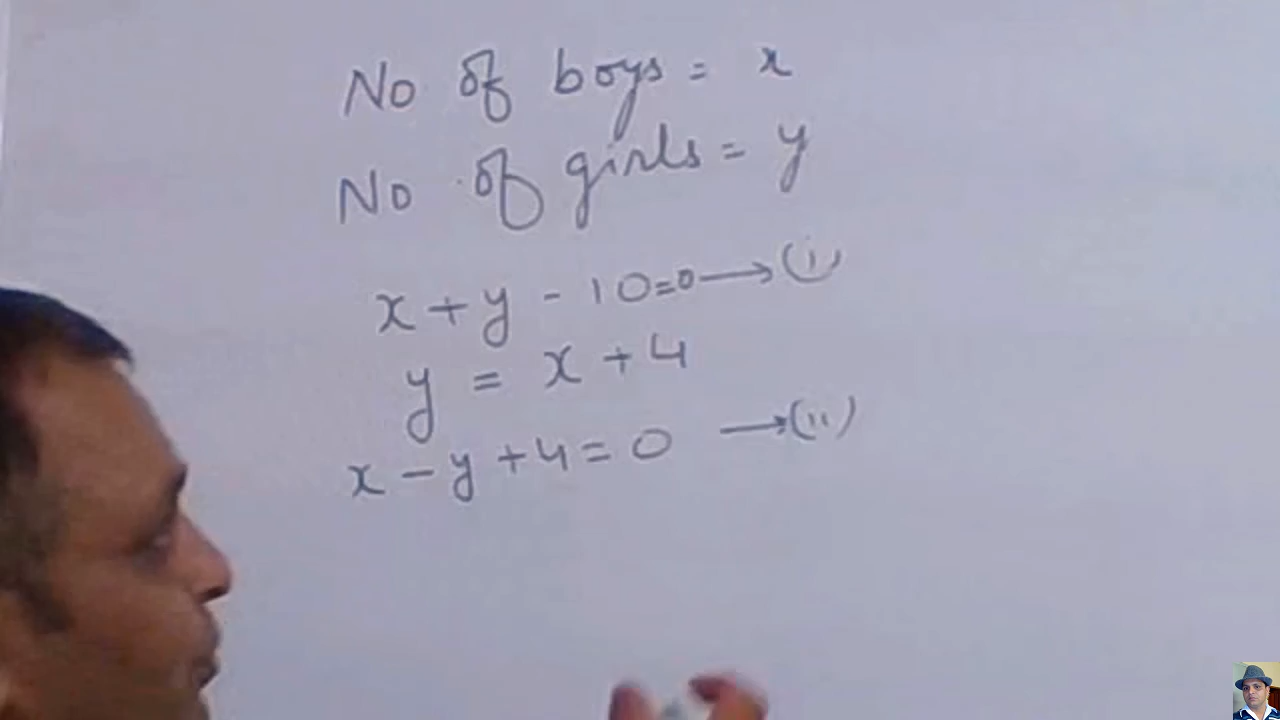 No of boys = x
No of girls = y
x + y - 10 = 0 → (i)
y = x + 4
x - y + 4 = 0 → (ii)